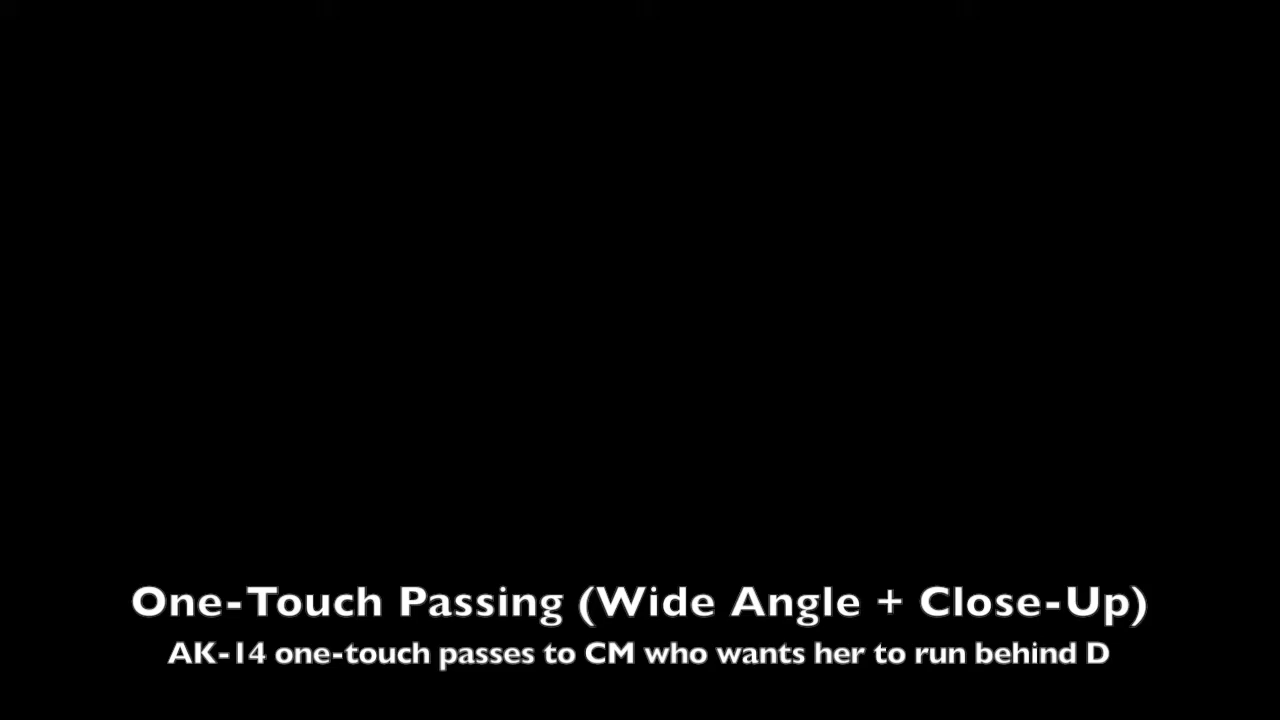 One-Touch Passing (Wide Angle + Close-Up)
AK-14 one-touch passes to CM who wants her to run behind D